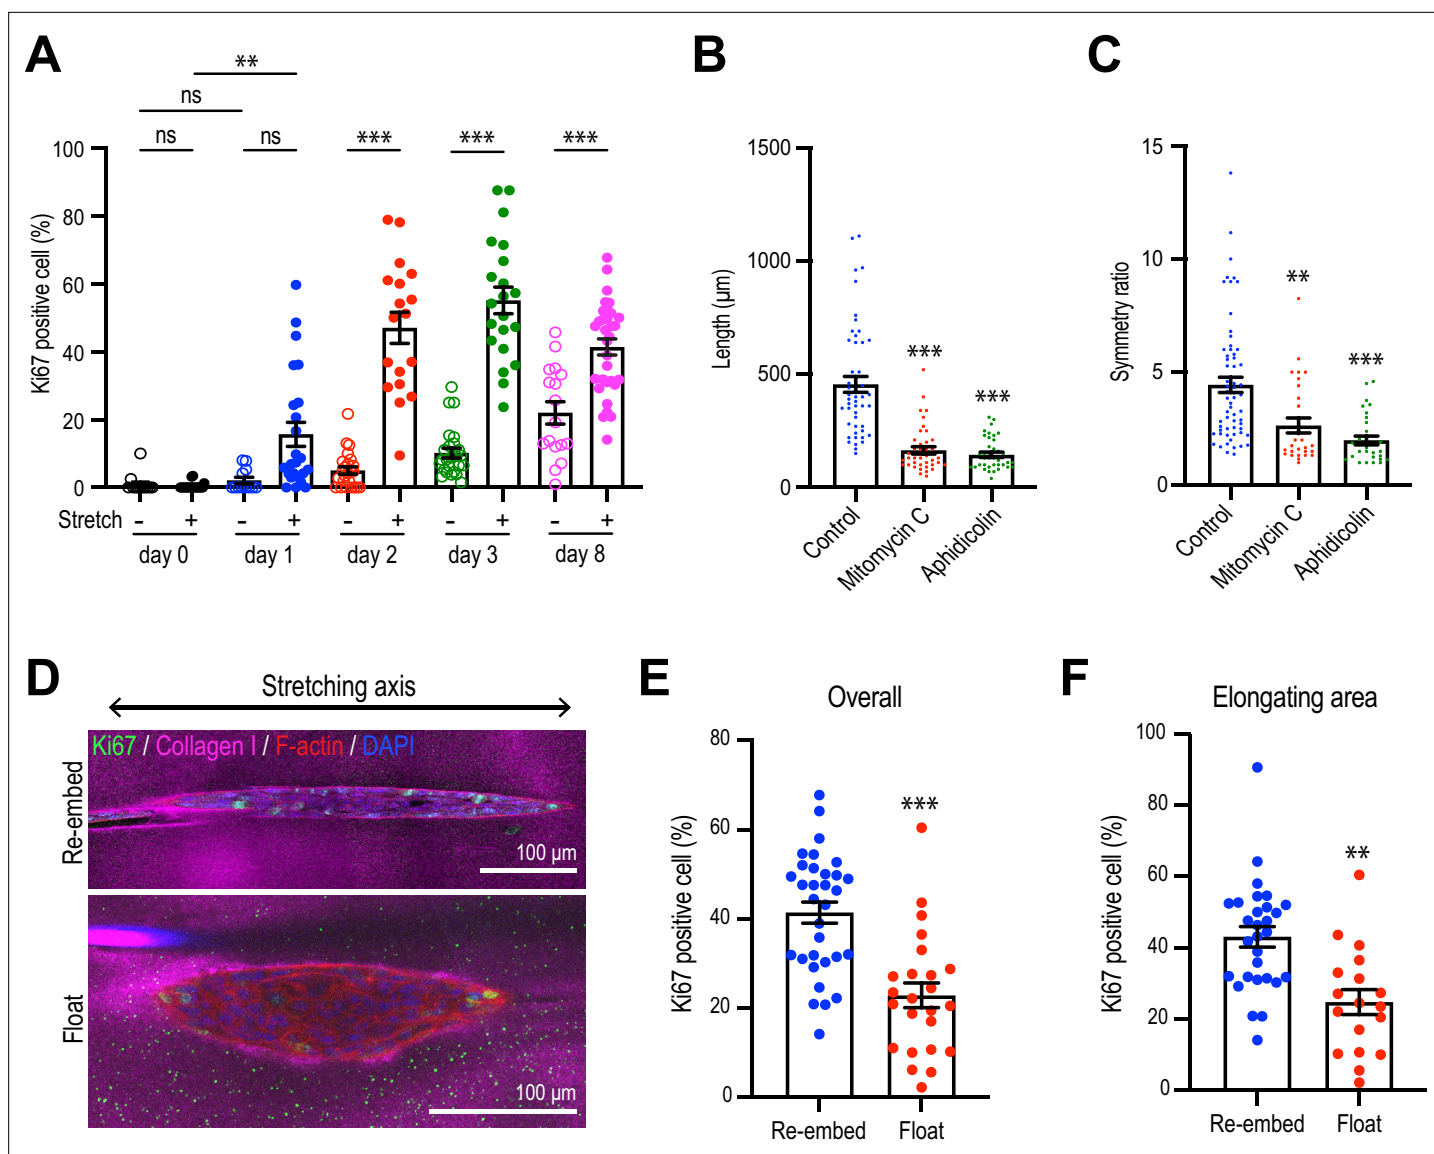 A
B
C
**
ns
ns
ns
***
***
***
Ki67 positive cell (%)
100
80
60
40
20
0
Stretch
-
+
-
+
-
+
-
+
-
+
day 0
day 1
day 2
day 3
day 8
Length (µm)
1500
1000
500
0
***
***
Control
Mitomycin C
Aphidicolin
Symmetry ratio
15
10
5
0
**
***
Control
Mitomycin C
Aphidicolin
D
Stretching axis
Ki67 / Collagen I / F-actin / DAPI
Re-embed
100 µm
Float
100 µm
E
Overall
Ki67 positive cell (%)
80
60
40
20
0
***
Re-embed
Float
F
Elongating area
Ki67 positive cell (%)
100
80
60
40
20
0
**
Re-embed
Float